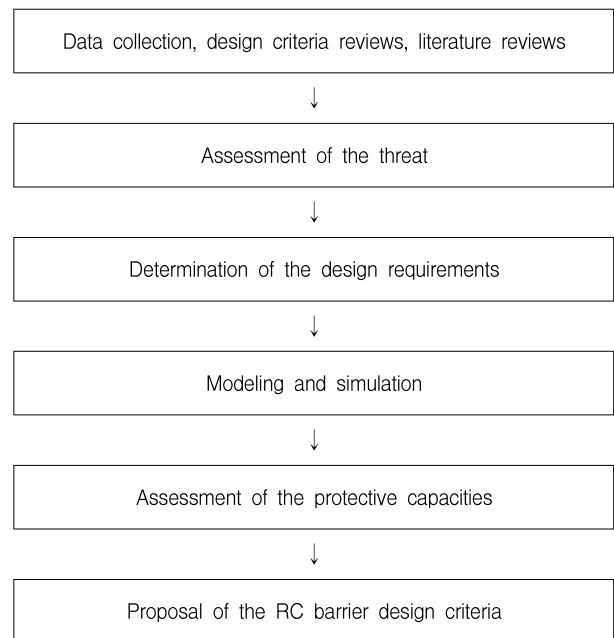 Data collection, design criteria reviews, literature reviews
↓
Assessment of the threat
↓
Determination of the design requirements
↓
Modeling and simulation
↓
Assessment of the protective capacities
↓
Proposal of the RC barrier design criteria